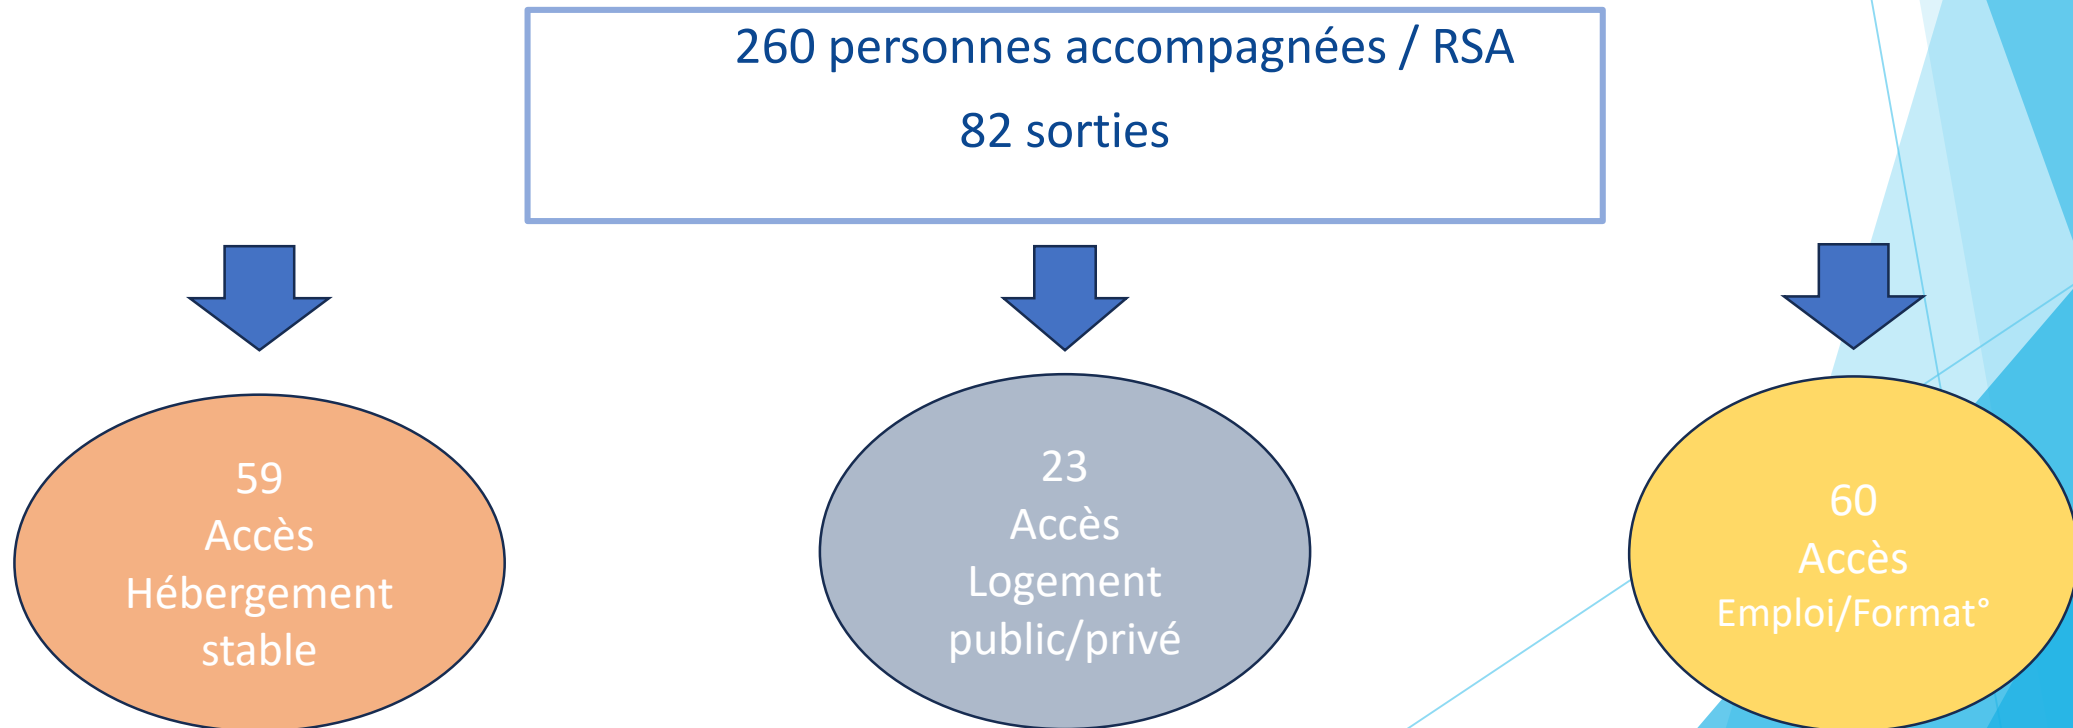 260 personnes accompagnées / RSA
82 sorties
59
Accès
Hébergement
stable
23
Accès
Logement
public/privé
60
Accès
Emploi/Format°